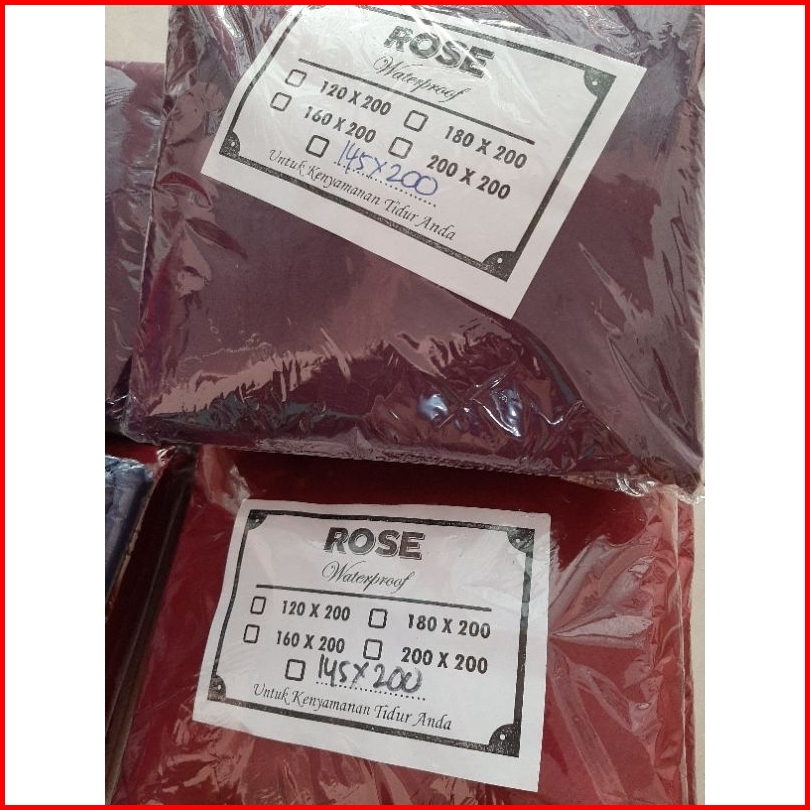 ROSE
Waterproof
☐ 120 X 200 ☐ 180 X 200
☐ 160 X 200 ☐ 200 X 200
☐ 145X200
Untuk Kenyamanan Tidur Anda
ROSE
Waterproof
☐ 120 X 200 ☐ 180 X 200
☐ 160 X 200 ☐ 200 X 200
☐ 145X200
Untuk Kenyamanan Tidur Anda